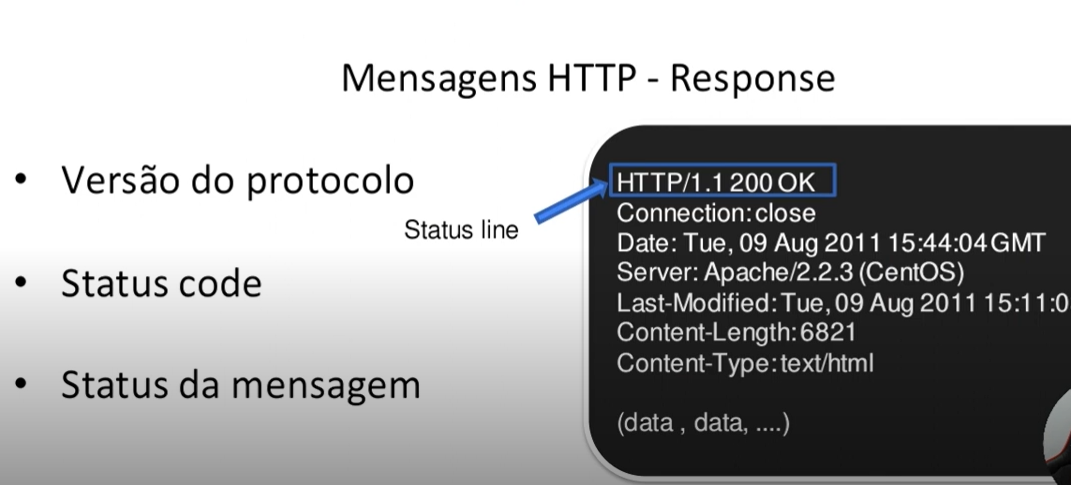 Mensagens HTTP - Response
• Versão do protocolo
Status line
• Status code
• Status da mensagem
HTTP/1.1 200 OK
Connection: close
Date: Tue, 09 Aug 2011 15:44:04 GMT
Server: Apache/2.2.3 (CentOS)
Last-Modified: Tue, 09 Aug 2011 15:11:0
Content-Length: 6821
Content-Type: text/html
(data , data, ....)